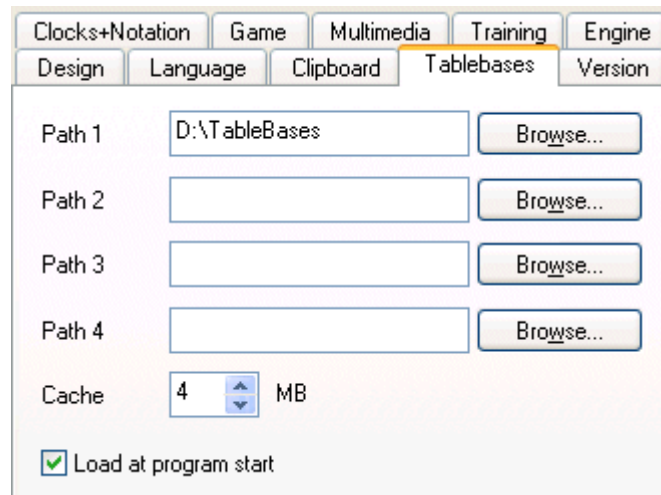 Clocks+Notation Game Multimedia Training Engine
Design Language Clipboard Tablebases Version
Path 1 D:\TableBases Browse...
Path 2 Browse...
Path 3 Browse...
Path 4 Browse...
Cache 4 MB
Load at program start